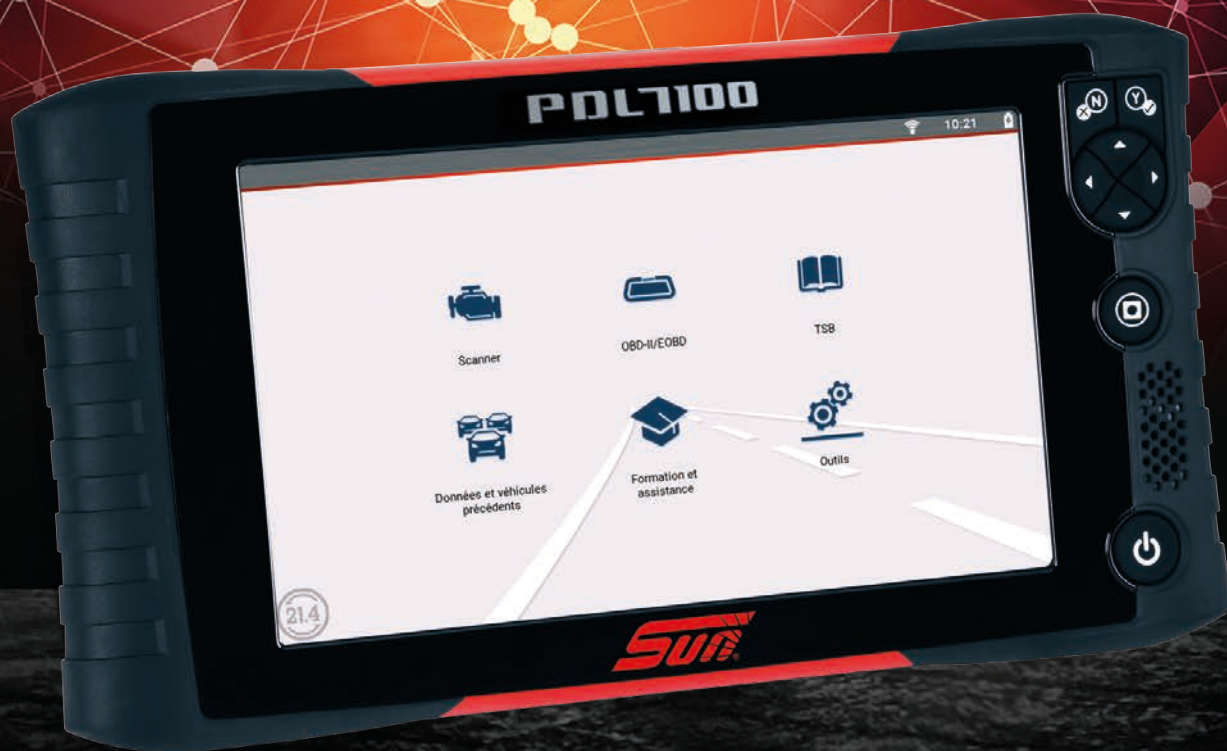 PDL7100
10:21
N
Y
Scanner
OBD-II/EOBD
TSB
Données et véhicules
précédents
Formation et
assistance
Outils
21.4
Sun